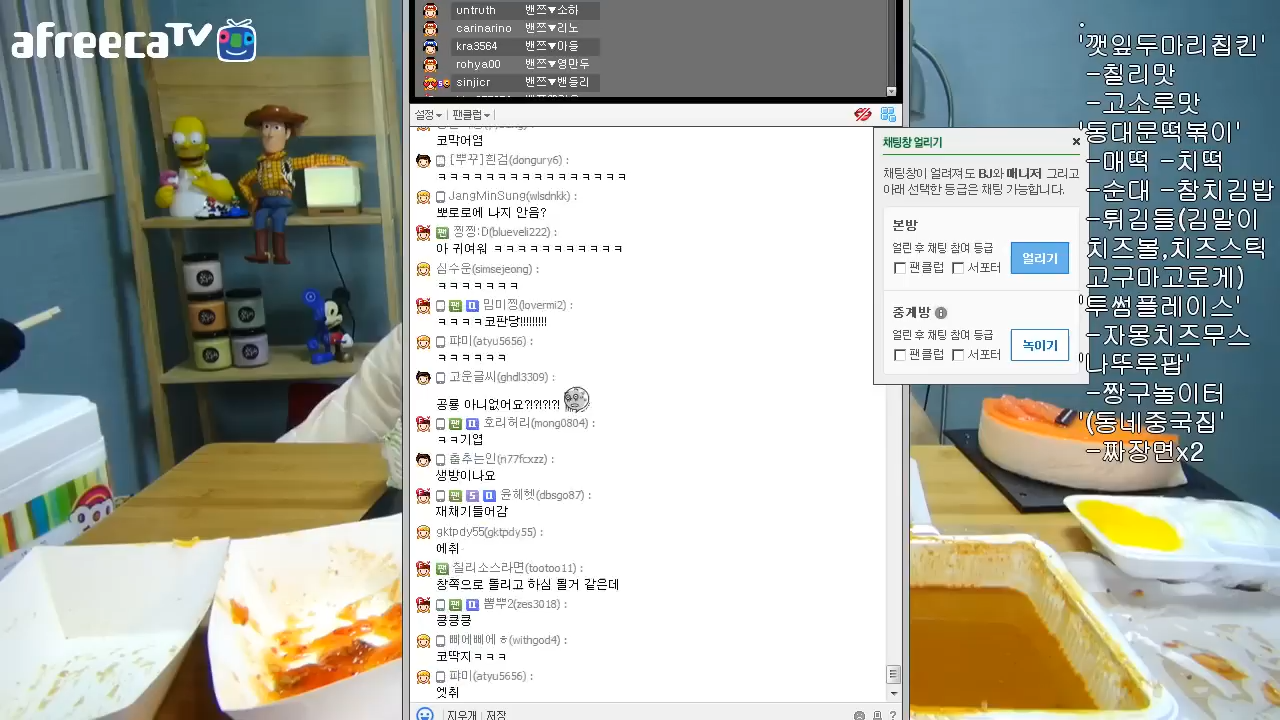 afreecaTV
untruth 밴쯔▼소하
carinarino 밴쯔▼리노
kra3564 밴쯔▼아들
rohya00 밴쯔▼영만두
sinjicr 밴쯔▼밴들리
설정▾ 팬클럽▾
코막어염
[뿌꾸]흰검(dongury6) :
ㅋㅋㅋㅋㅋㅋㅋㅋㅋㅋㅋㅋㅋㅋㅋ
JangMinSung(wlsdnkk) :
뽀로로에 나지 안음?
팬 찡찡:D(blueveli222) :
아 귀여워 ㅋㅋㅋㅋㅋㅋㅋㅋㅋㅋㅋ
심수운(simsejeong) :
ㅋㅋㅋㅋㅋㅋㅋ
팬 밈미찡(lovermi2) :
ㅋㅋㅋㅋ코판당!!!!!!!!!
퍄미(atyu5656) :
ㅋㅋㅋㅋㅋㅋ
고운글씨(ghdl3309) :
공룡 아니없어요?!?!?!?!
팬 호리허리(mong0804) :
ㅋㅋ기엽
춤추는인(n77fcxzz) :
생방이나요
팬 5 윤혜헷(dbsgo87) :
재채기들어감
gktpdy55(gktpdy55) :
에취
팬 칠리소스라면(tootoo11) :
창쪽으로 돌리고 하심 될거 같은데
팬 뽐뿌2(zes3018) :
킁킁킁
삐에삐에ㅎ(withgod4) :
코딱지ㅋㅋㅋ
퍄미(atyu5656) :
엣취
지우개 저장
채팅창 얼리기 ×
채팅창이 얼려져도 BJ와 매니저 그리고
아래 선택한 등급은 채팅 가능합니다.
본방
얼린 후 채팅 참여 등급
팬클럽 서포터
얼리기
중계방
얼린 후 채팅 참여 등급
팬클럽 서포터
녹이기
'깻잎두마리칰킨'
-칠리맛
-고소루맛
'동대문떡볶이'
-매떡 -치떡
-순대 -참치김밥
-튀김들(김말이
치즈볼,치즈스틱
고구마고로게)
'투썸플레이스'
-자몽치즈무스
'나뚜루팝'
-짱구놀이터
'(동네중국집'
-짜장면x2